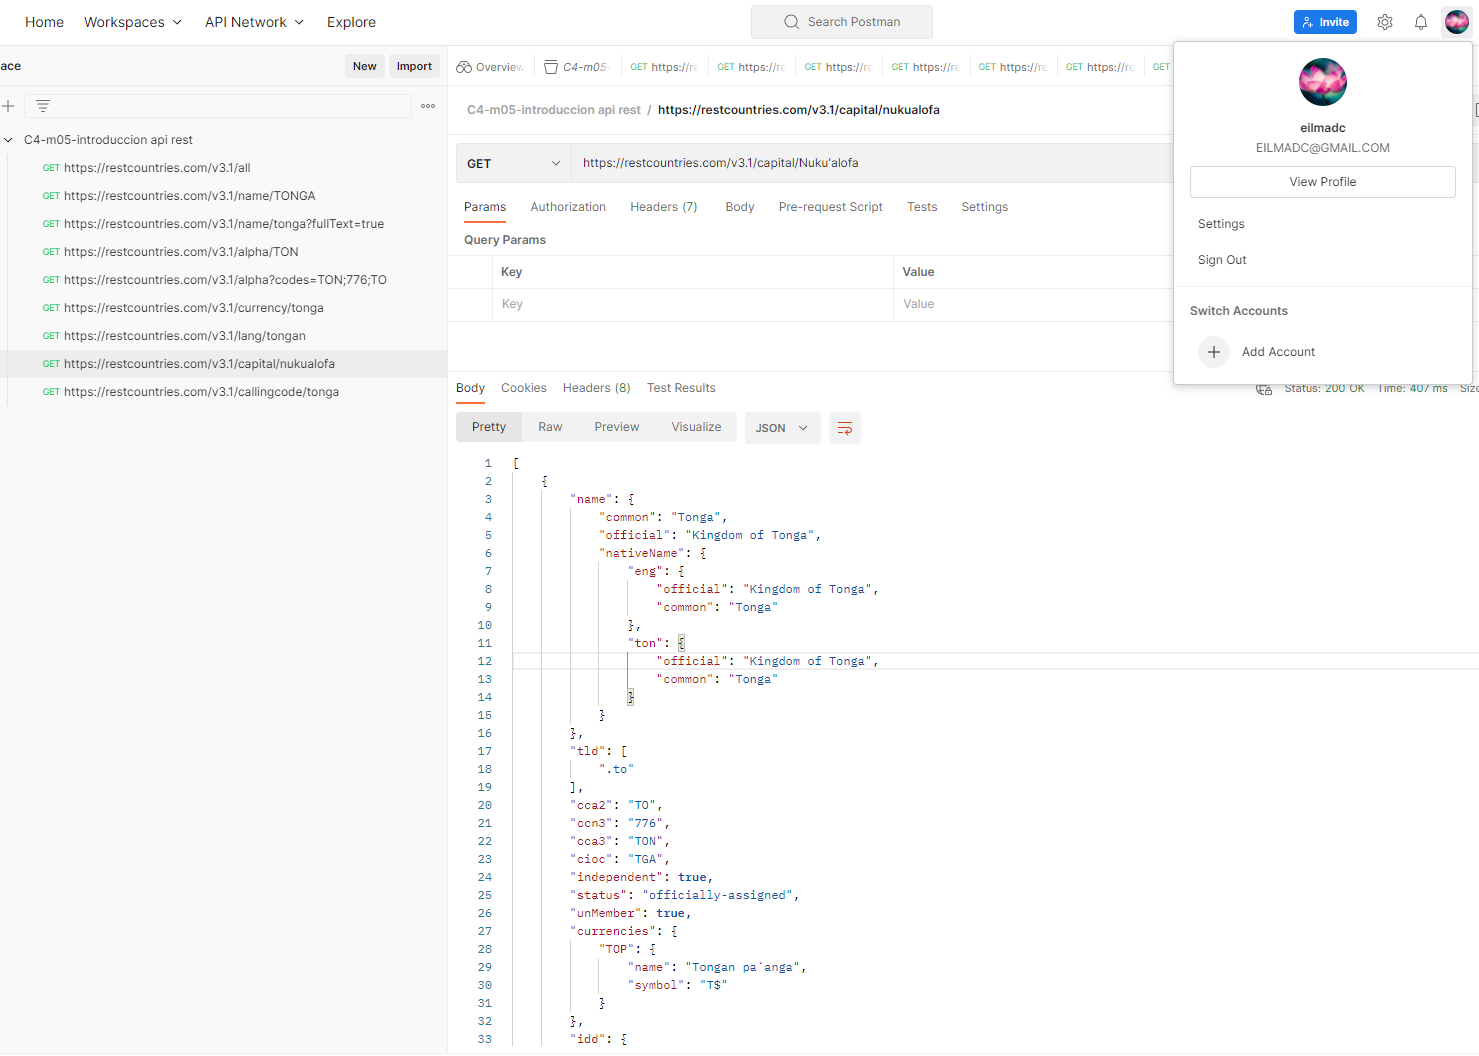 Home Workspaces API Network Explore Search Postman Invite
ace New Import
Overview C4-m05- GET https://re GET https://re GET https://re GET https://re GET https://re GET https://re GET
C4-m05-introduccion api rest / https://restcountries.com/v3.1/capital/nukualofa
C4-m05-introduccion api rest
GET https://restcountries.com/v3.1/all
GET https://restcountries.com/v3.1/name/TONGA
GET https://restcountries.com/v3.1/name/tonga?fullText=true
GET https://restcountries.com/v3.1/alpha/TON
GET https://restcountries.com/v3.1/alpha?codes=TON;776;TO
GET https://restcountries.com/v3.1/currency/tonga
GET https://restcountries.com/v3.1/lang/tongan
GET https://restcountries.com/v3.1/capital/nukualofa
GET https://restcountries.com/v3.1/callingcode/tonga
GET https://restcountries.com/v3.1/capital/Nuku'alofa
Params Authorization Headers (7) Body Pre-request Script Tests Settings
Query Params
Key Value
Key Value
eilmadc
EILMADC@GMAIL.COM
View Profile
Settings
Sign Out
Switch Accounts
Add Account
Body Cookies Headers (8) Test Results Status: 200 OK Time: 407 ms Size
Pretty Raw Preview Visualize JSON
1 [
2 {
3 "name": {
4 "common": "Tonga",
5 "official": "Kingdom of Tonga",
6 "nativeName": {
7 "eng": {
8 "official": "Kingdom of Tonga",
9 "common": "Tonga"
10 },
11 "ton": {
12 "official": "Kingdom of Tonga",
13 "common": "Tonga"
14 }
15 }
16 },
17 "tld": [
18 ".to"
19 ],
20 "cca2": "TO",
21 "ccn3": "776",
22 "cca3": "TON",
23 "cioc": "TGA",
24 "independent": true,
25 "status": "officially-assigned",
26 "unMember": true,
27 "currencies": {
28 "TOP": {
29 "name": "Tongan paʻanga",
30 "symbol": "T$"
31 }
32 },
33 "idd": {